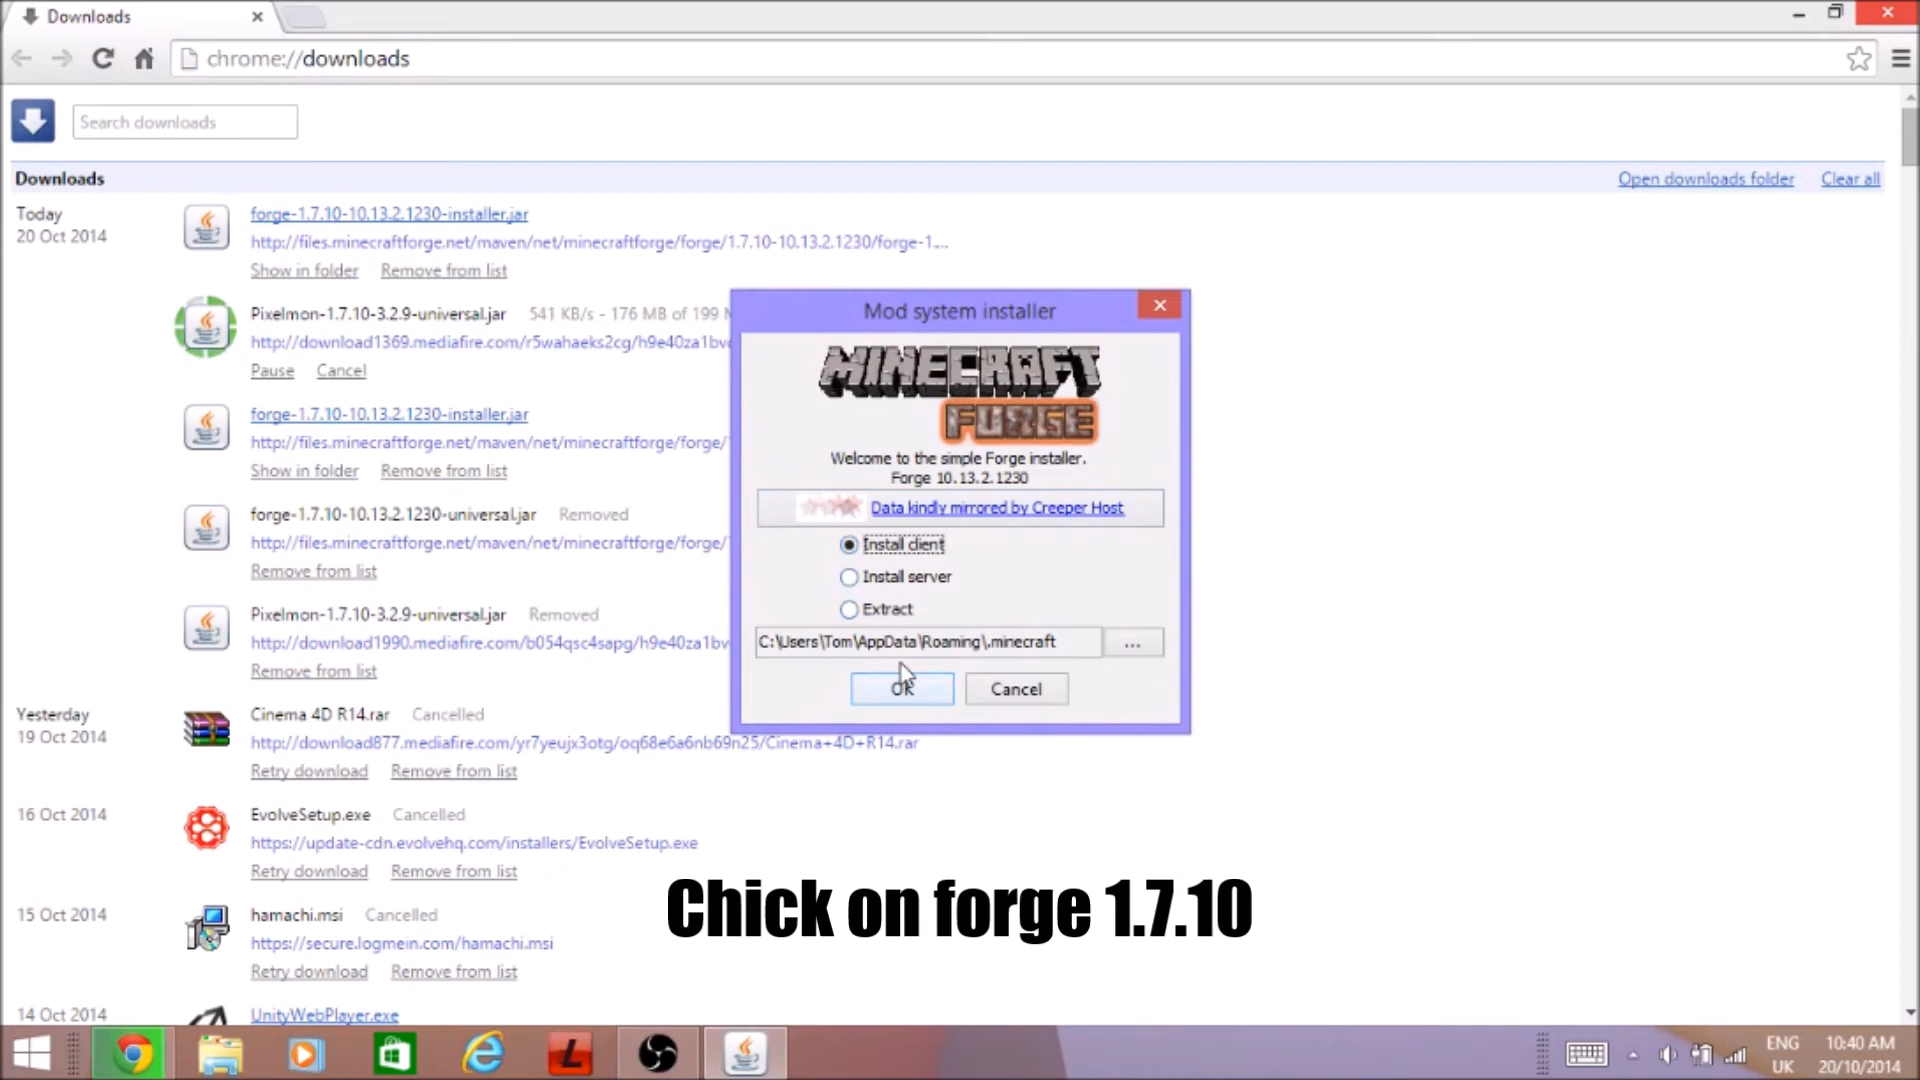 Downloads
chrome://downloads
Search downloads
Downloads
Open downloads folder
Clear all
Today
20 Oct 2014
forge-1.7.10-10.13.2.1230-installer.jar
http://files.minecraftforge.net/maven/net/minecraftforge/forge/1.7.10-10.13.2.1230/forge-1....
Show in folder
Remove from list
Pixelmon-1.7.10-3.2.9-universal.jar
541 KB/s - 176 MB of 199 M
http://download1369.mediafire.com/r5wahaeks2cg/h9e40za1bv
Pause
Cancel
forge-1.7.10-10.13.2.1230-installer.jar
http://files.minecraftforge.net/maven/net/minecraftforge/forge/
Show in folder
Remove from list
forge-1.7.10-10.13.2.1230-universal.jar
Removed
http://files.minecraftforge.net/maven/net/minecraftforge/forge/
Remove from list
Pixelmon-1.7.10-3.2.9-universal.jar
Removed
http://download1990.mediafire.com/b054qsc4sapg/h9e40za1bv
Remove from list
Yesterday
19 Oct 2014
Cinema 4D R14.rar
Cancelled
http://download877.mediafire.com/yr7yeujx3otg/oq68e6a6nb69n25/Cinema+4D+R14.rar
Retry download
Remove from list
16 Oct 2014
EvolveSetup.exe
Cancelled
https://update-cdn.evolvehq.com/installers/EvolveSetup.exe
Retry download
Remove from list
15 Oct 2014
hamachi.msi
Cancelled
https://secure.logmein.com/hamachi.msi
Retry download
Remove from list
14 Oct 2014
UnityWebPlayer.exe
Mod system installer
MINECRAFT
FORGE
Welcome to the simple Forge installer.
Forge 10.13.2.1230
Data kindly mirrored by Creeper Host
Install client
Install server
Extract
C:\Users\Tom\AppData\Roaming\.minecraft
...
OK
Cancel
Chick on forge 1.7.10
ENG
UK
10:40 AM
20/10/2014